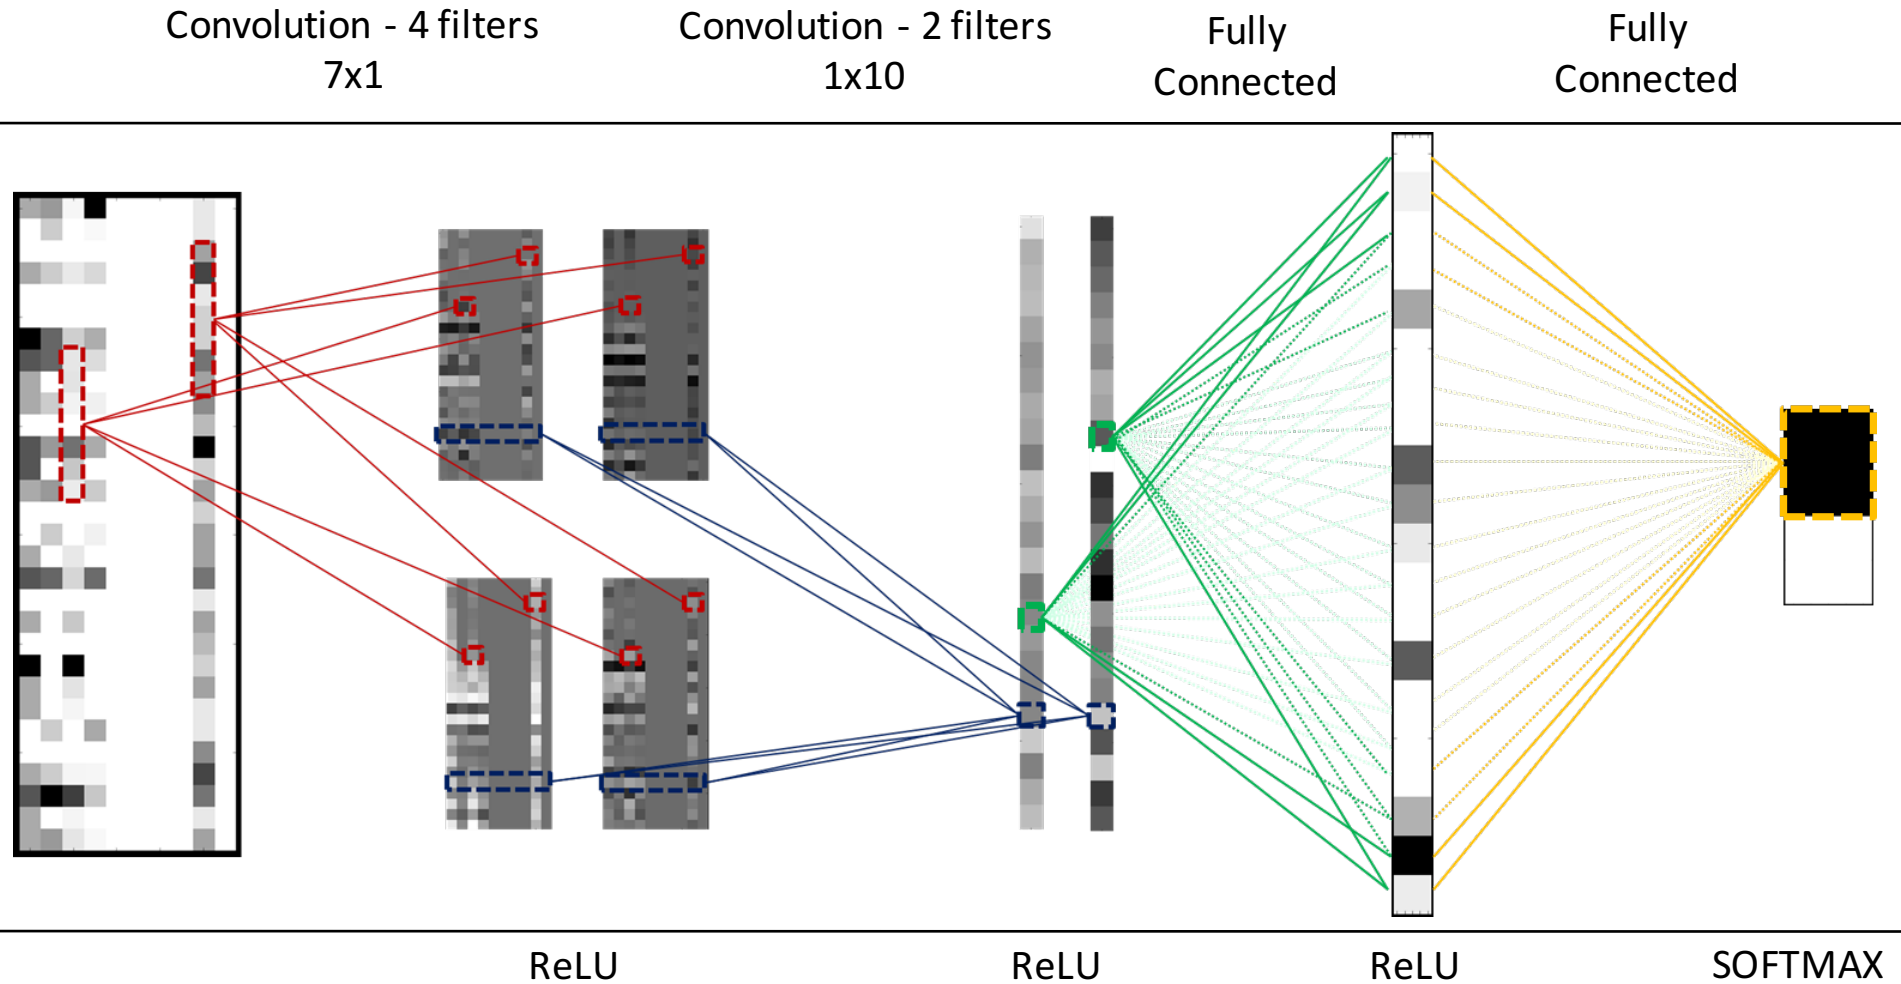 Convolution - 4 filters
7x1
Convolution - 2 filters
1x10
Fully
Connected
Fully
Connected
ReLU
ReLU
ReLU
SOFTMAX